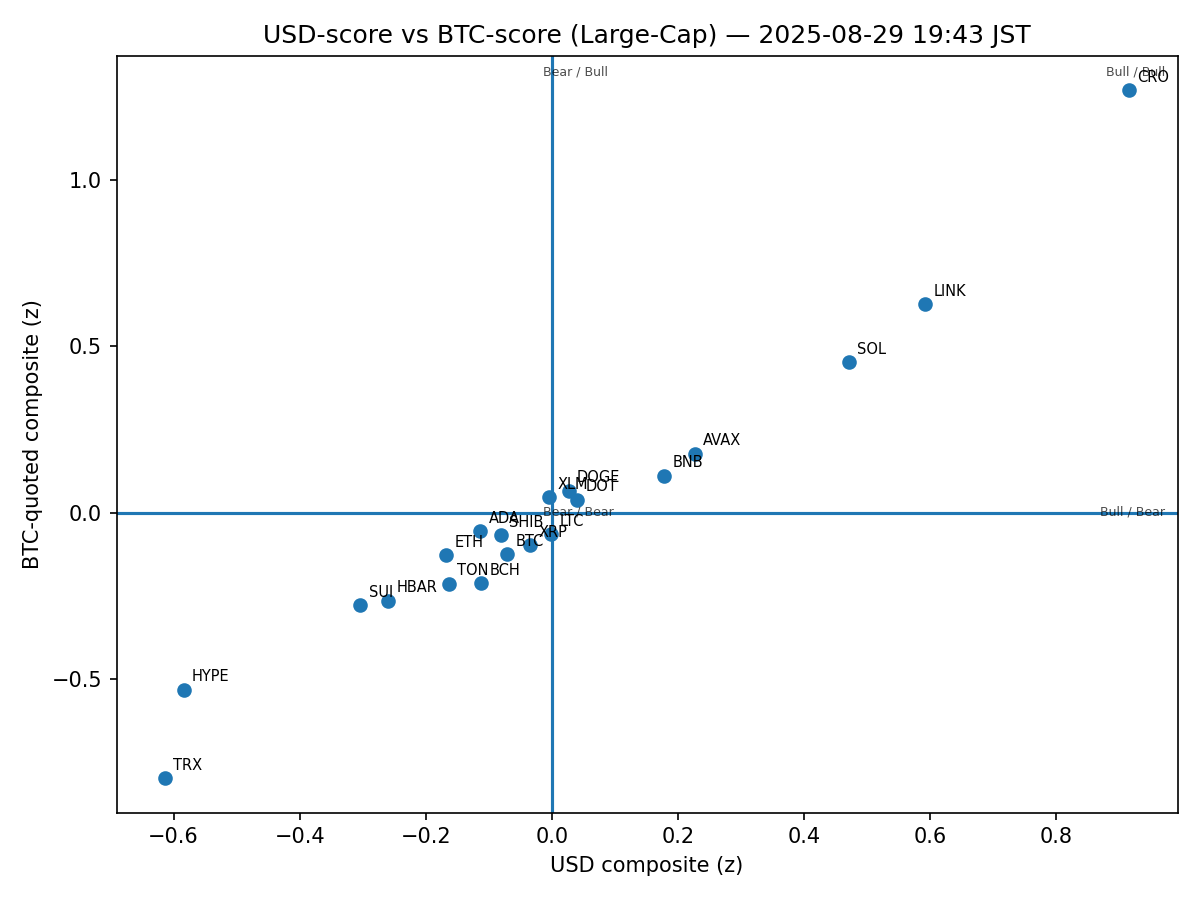 USD-score vs BTC-score (Large-Cap) — 2025-08-29 19:43 JST
Bear / Bull
Bull / Bull
CRO
1.0
LINK
0.5
SOL
AVAX
BNB
DOGE
XLM
DOT
0.0
Bear / Bear
Bull / Bear
ADA
SHIB
LTC
XRP
ETH
BTC
TON
BCH
SUI
HBAR
−0.5
HYPE
TRX
−0.6
−0.4
−0.2
0.0
0.2
0.4
0.6
0.8
USD composite (z)
BTC-quoted composite (z)